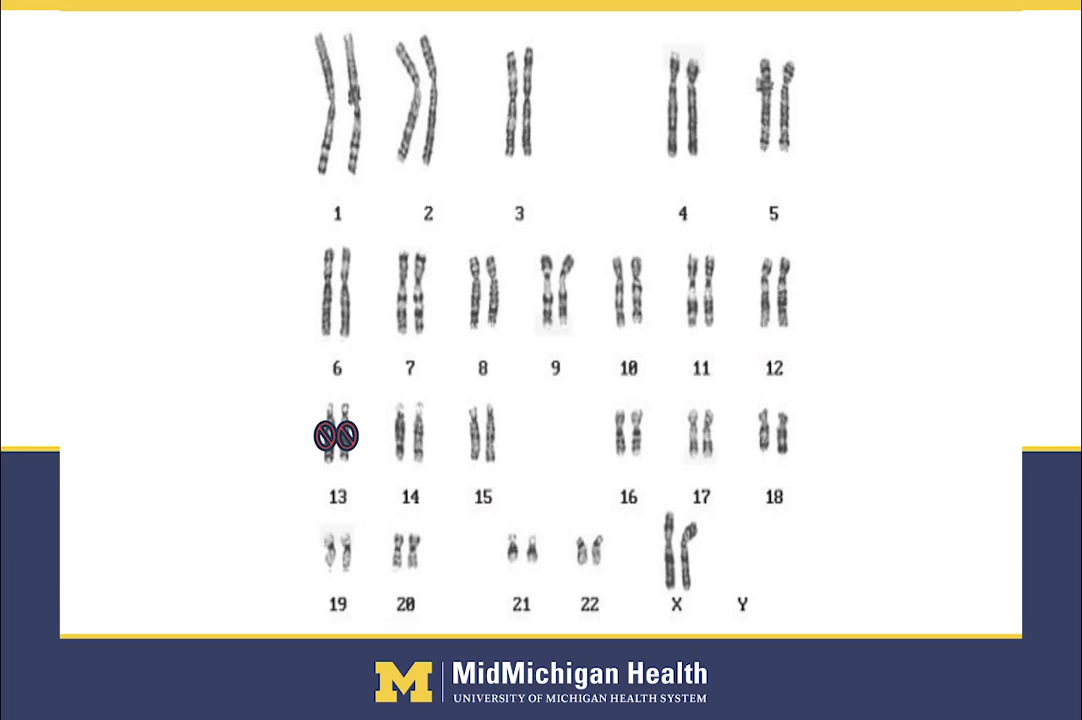 1 2 3 4 5
6 7 8 9 10 11 12
13 14 15 16 17 18
19 20 21 22 X Y
M MidMichigan Health
UNIVERSITY OF MICHIGAN HEALTH SYSTEM